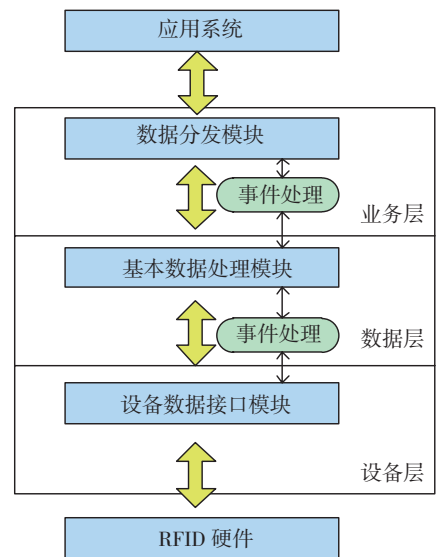 应用系统
数据分发模块
事件处理
业务层
基本数据处理模块
事件处理
数据层
设备数据接口模块
设备层
RFID 硬件